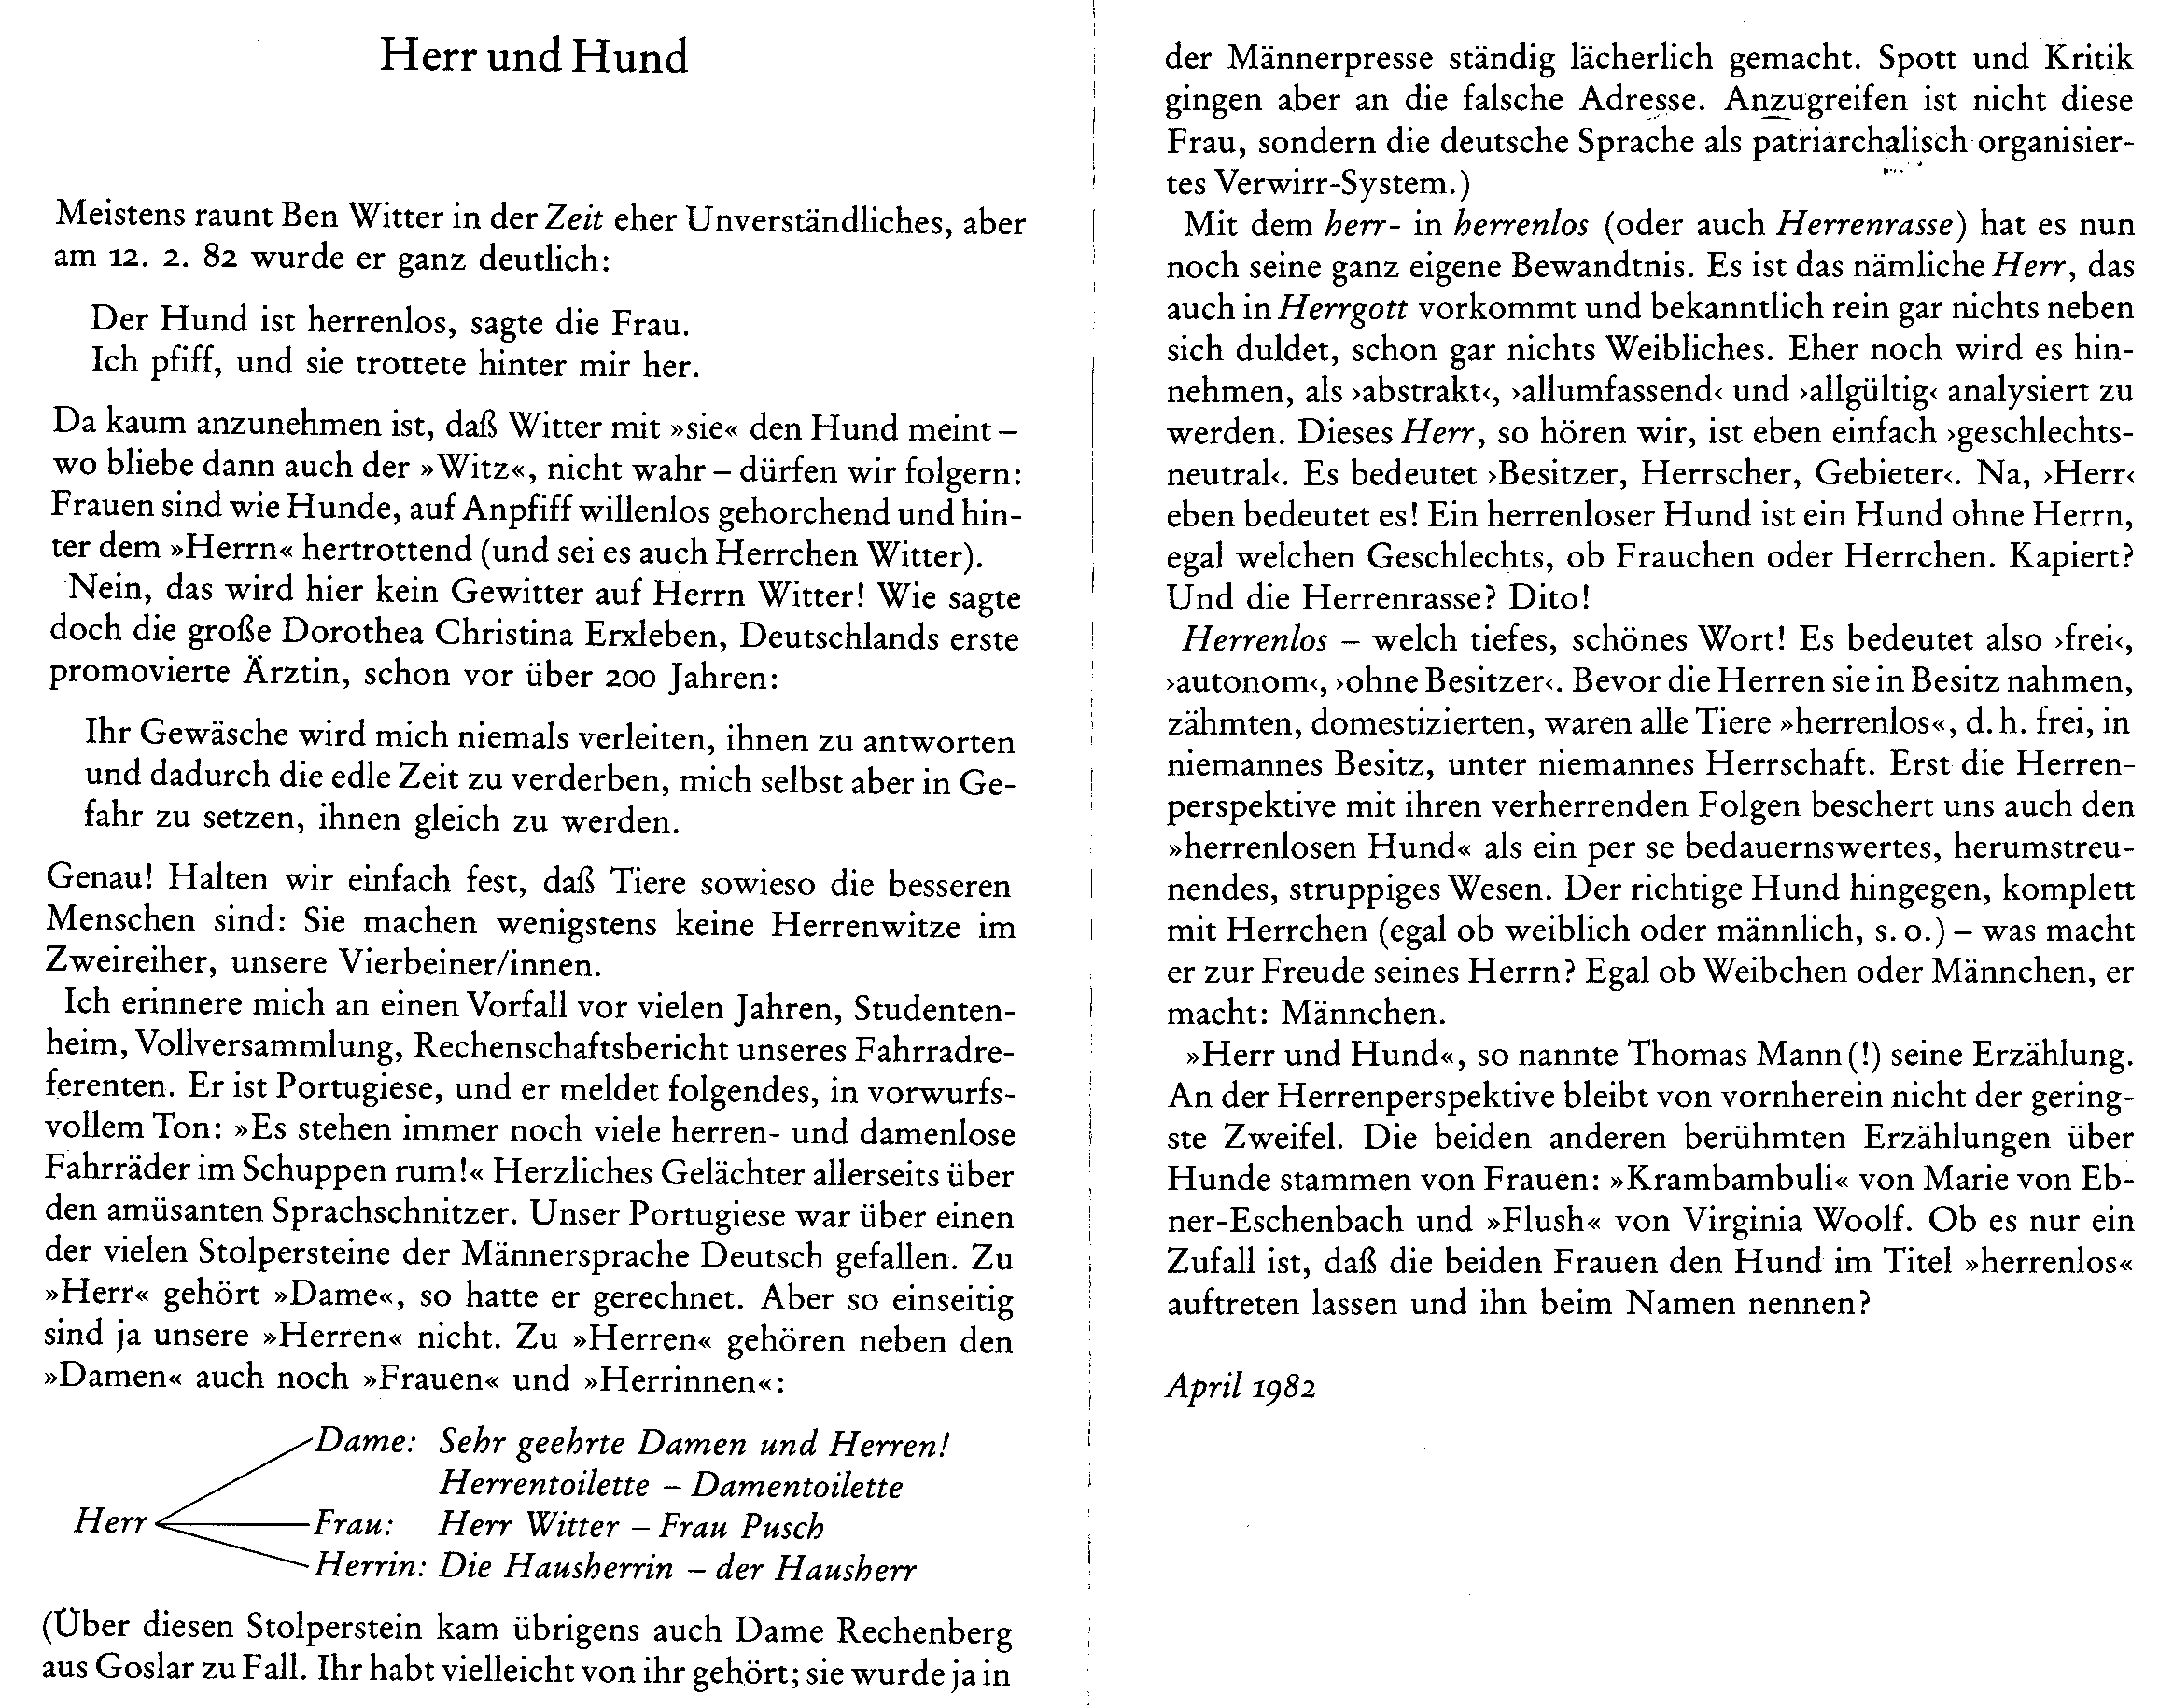 Herr und Hund
Meistens raunt Ben Witter in der Zeit eher Unverständliches, aber
am 12. 2. 82 wurde er ganz deutlich:
Der Hund ist herrenlos, sagte die Frau.
Ich pfiff, und sie trottete hinter mir her.
Da kaum anzunehmen ist, daß Witter mit »sie« den Hund meint –
wo bliebe dann auch der »Witz«, nicht wahr – dürfen wir folgern:
Frauen sind wie Hunde, auf Anpfiff willenlos gehorchend und hin-
ter dem »Herrn« hertrottend (und sei es auch Herrchen Witter).
Nein, das wird hier kein Gewitter auf Herrn Witter! Wie sagte
doch die große Dorothea Christina Erxleben, Deutschlands erste
promovierte Ärztin, schon vor über 200 Jahren:
Ihr Gewäsche wird mich niemals verleiten, ihnen zu antworten
und dadurch die edle Zeit zu verderben, mich selbst aber in Ge-
fahr zu setzen, ihnen gleich zu werden.
Genau! Halten wir einfach fest, daß Tiere sowieso die besseren
Menschen sind: Sie machen wenigstens keine Herrenwitze im
Zweireiher, unsere Vierbeiner/innen.
Ich erinnere mich an einen Vorfall vor vielen Jahren, Studenten-
heim, Vollversammlung, Rechenschaftsbericht unseres Fahrradre-
ferenten. Er ist Portugiese, und er meldet folgendes, in vorwurfs-
vollem Ton: »Es stehen immer noch viele herren- und damenlose
Fahrräder im Schuppen rum!« Herzliches Gelächter allerseits über
den amüsanten Sprachschnitzer. Unser Portugiese war über einen
der vielen Stolpersteine der Männersprache Deutsch gefallen. Zu
»Herr« gehört »Dame«, so hatte er gerechnet. Aber so einseitig
sind ja unsere »Herren« nicht. Zu »Herren« gehören neben den
»Damen« auch noch »Frauen« und »Herrinnen«:
Dame: Sehr geehrte Damen und Herren!
Herrentoilette – Damentoilette
Herr Frau: Herr Witter – Frau Pusch
Herrin: Die Hausherrin – der Hausherr
(Über diesen Stolperstein kam übrigens auch Dame Rechenberg
aus Goslar zu Fall. Ihr habt vielleicht von ihr gehört; sie wurde ja in
der Männerpresse ständig lächerlich gemacht. Spott und Kritik
gingen aber an die falsche Adresse. Anzugreifen ist nicht diese
Frau, sondern die deutsche Sprache als patriarchalisch organisier-
tes Verwirr-System.)
Mit dem herr- in herrenlos (oder auch Herrenrasse) hat es nun
noch seine ganz eigene Bewandtnis. Es ist das nämliche Herr, das
auch in Herrgott vorkommt und bekanntlich rein gar nichts neben
sich duldet, schon gar nichts Weibliches. Eher noch wird es hin-
nehmen, als ›abstrakt‹, ›allumfassend‹ und ›allgültig‹ analysiert zu
werden. Dieses Herr, so hören wir, ist eben einfach ›geschlechts-
neutral‹. Es bedeutet ›Besitzer, Herrscher, Gebieter‹. Na, ›Herr‹
eben bedeutet es! Ein herrenloser Hund ist ein Hund ohne Herrn,
egal welchen Geschlechts, ob Frauchen oder Herrchen. Kapiert?
Und die Herrenrasse? Dito!
Herrenlos – welch tiefes, schönes Wort! Es bedeutet also ›frei‹,
›autonom‹, ›ohne Besitzer‹. Bevor die Herren sie in Besitz nahmen,
zähmten, domestizierten, waren alle Tiere »herrenlos«, d. h. frei, in
niemannes Besitz, unter niemannes Herrschaft. Erst die Herren-
perspektive mit ihren verherrenden Folgen beschert uns auch den
»herrenlosen Hund« als ein per se bedauernswertes, herumstreu-
nendes, struppiges Wesen. Der richtige Hund hingegen, komplett
mit Herrchen (egal ob weiblich oder männlich, s. o.) – was macht
er zur Freude seines Herrn? Egal ob Weibchen oder Männchen, er
macht: Männchen.
»Herr und Hund«, so nannte Thomas Mann (!) seine Erzählung.
An der Herrenperspektive bleibt von vornherein nicht der gering-
ste Zweifel. Die beiden anderen berühmten Erzählungen über
Hunde stammen von Frauen: »Krambambuli« von Marie von Eb-
ner-Eschenbach und »Flush« von Virginia Woolf. Ob es nur ein
Zufall ist, daß die beiden Frauen den Hund im Titel »herrenlos«
auftreten lassen und ihn beim Namen nennen?
April 1982